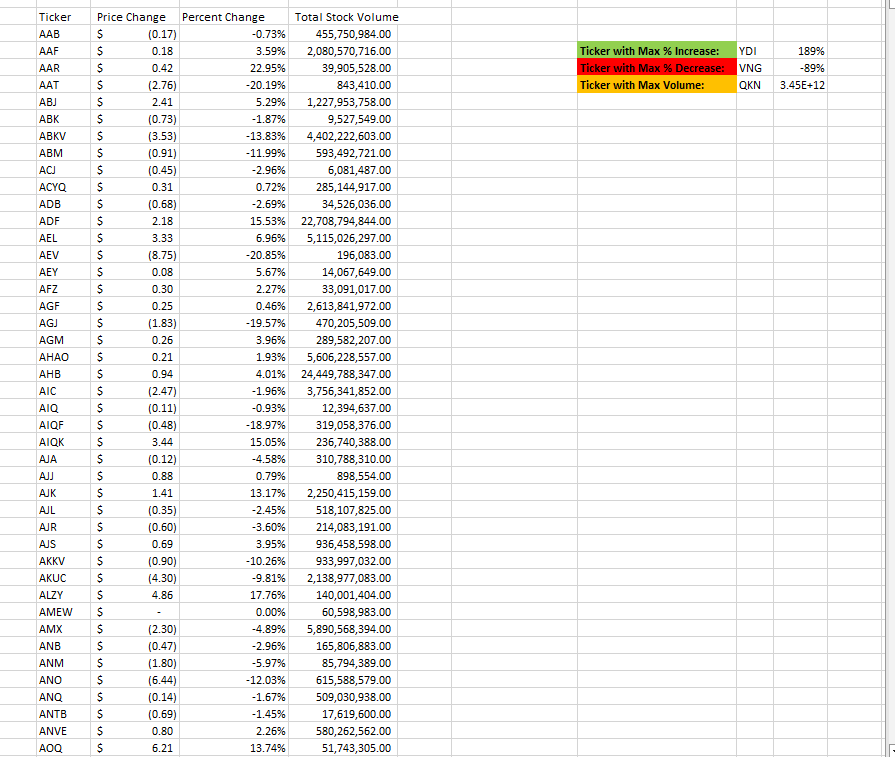 Ticker Price Change Percent Change Total Stock Volume
AAB $ (0.17) -0.73% 455,750,984.00
AAF $ 0.18 3.59% 2,080,570,716.00 Ticker with Max % Increase: YDI 189%
AAR $ 0.42 22.95% 39,905,528.00 Ticker with Max % Decrease: VNG -89%
AAT $ (2.76) -20.19% 843,410.00 Ticker with Max Volume: QKN 3.45E+12
ABJ $ 2.41 5.29% 1,227,953,758.00
ABK $ (0.73) -1.87% 9,527,549.00
ABKV $ (3.53) -13.83% 4,402,222,603.00
ABM $ (0.91) -11.99% 593,492,721.00
ACJ $ (0.45) -2.96% 6,081,487.00
ACYQ $ 0.31 0.72% 285,144,917.00
ADB $ (0.68) -2.69% 34,526,036.00
ADF $ 2.18 15.53% 22,708,794,844.00
AEL $ 3.33 6.96% 5,115,026,297.00
AEV $ (8.75) -20.85% 196,083.00
AEY $ 0.08 5.67% 14,067,649.00
AFZ $ 0.30 2.27% 33,091,017.00
AGF $ 0.25 0.46% 2,613,841,972.00
AGJ $ (1.83) -19.57% 470,205,509.00
AGM $ 0.26 3.96% 289,582,207.00
AHAO $ 0.21 1.93% 5,606,228,557.00
AHB $ 0.94 4.01% 24,449,788,347.00
AIC $ (2.47) -1.96% 3,756,341,852.00
AIQ $ (0.11) -0.93% 12,394,637.00
AIQF $ (0.48) -18.97% 319,058,376.00
AIQK $ 3.44 15.05% 236,740,388.00
AJA $ (0.12) -4.58% 310,788,310.00
AJJ $ 0.88 0.79% 898,554.00
AJK $ 1.41 13.17% 2,250,415,159.00
AJL $ (0.35) -2.45% 518,107,825.00
AJR $ (0.60) -3.60% 214,083,191.00
AJS $ 0.69 3.95% 936,458,598.00
AKKV $ (0.90) -10.26% 933,997,032.00
AKUC $ (4.30) -9.81% 2,138,977,083.00
ALZY $ 4.86 17.76% 140,001,404.00
AMEW $ - 0.00% 60,598,983.00
AMX $ (2.30) -4.89% 5,890,568,394.00
ANB $ (0.47) -2.96% 165,806,883.00
ANM $ (1.80) -5.97% 85,794,389.00
ANO $ (6.44) -12.03% 615,588,579.00
ANQ $ (0.14) -1.67% 509,030,938.00
ANTB $ (0.69) -1.45% 17,619,600.00
ANVE $ 0.80 2.26% 580,262,562.00
AOQ $ 6.21 13.74% 51,743,305.00